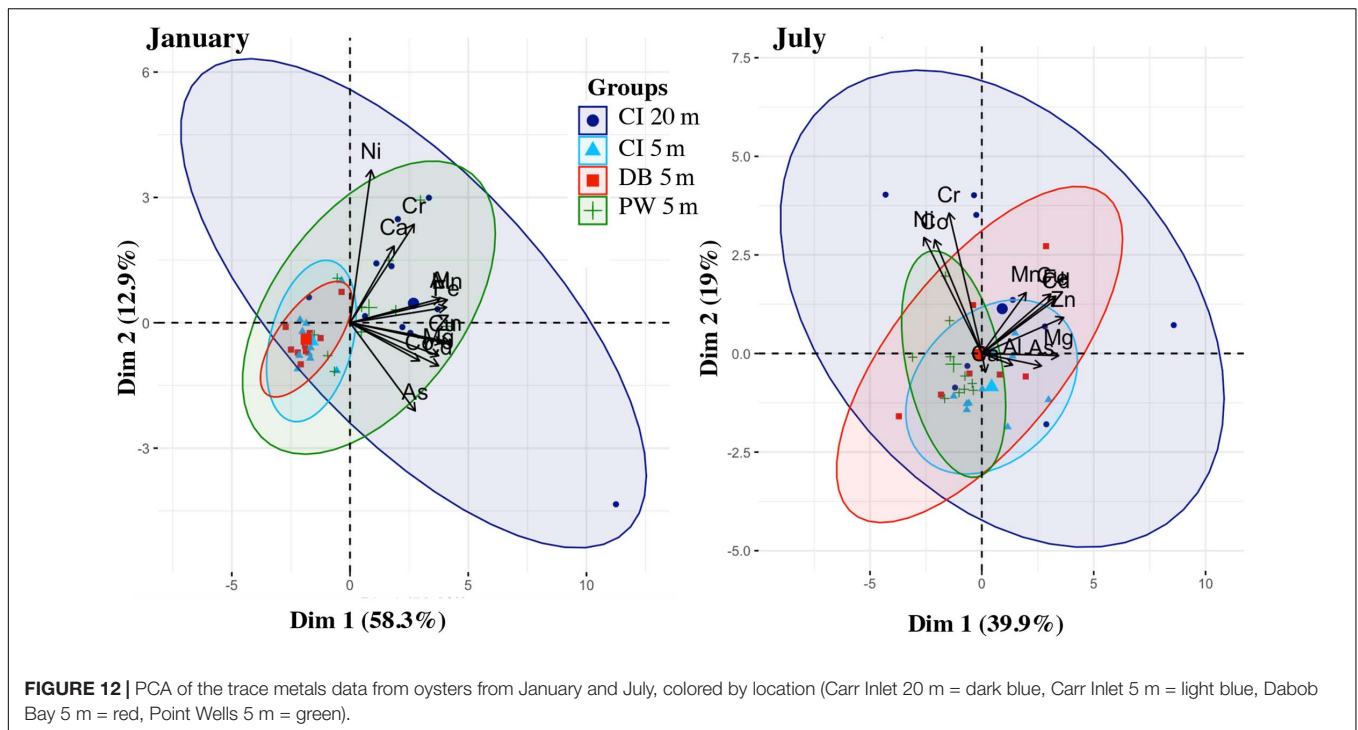 January
6
3
0
-3
-5
0
5
10
Dim 2 (12.9%)
Dim 1 (58.3%)
Ni
Cr
Ca
Mn
Fe
Zn
Mg
As
Groups
CI 20 m
CI 5 m
DB 5 m
PW 5 m
July
7.5
5.0
2.5
0.0
-2.5
-5.0
-5
0
5
10
Dim 2 (19%)
Dim 1 (39.9%)
Cr
Ni
Co
Mn
Zn
Mg
Al
As
FIGURE 12 | PCA of the trace metals data from oysters from January and July, colored by location (Carr Inlet 20 m = dark blue, Carr Inlet 5 m = light blue, Dabob
Bay 5 m = red, Point Wells 5 m = green).